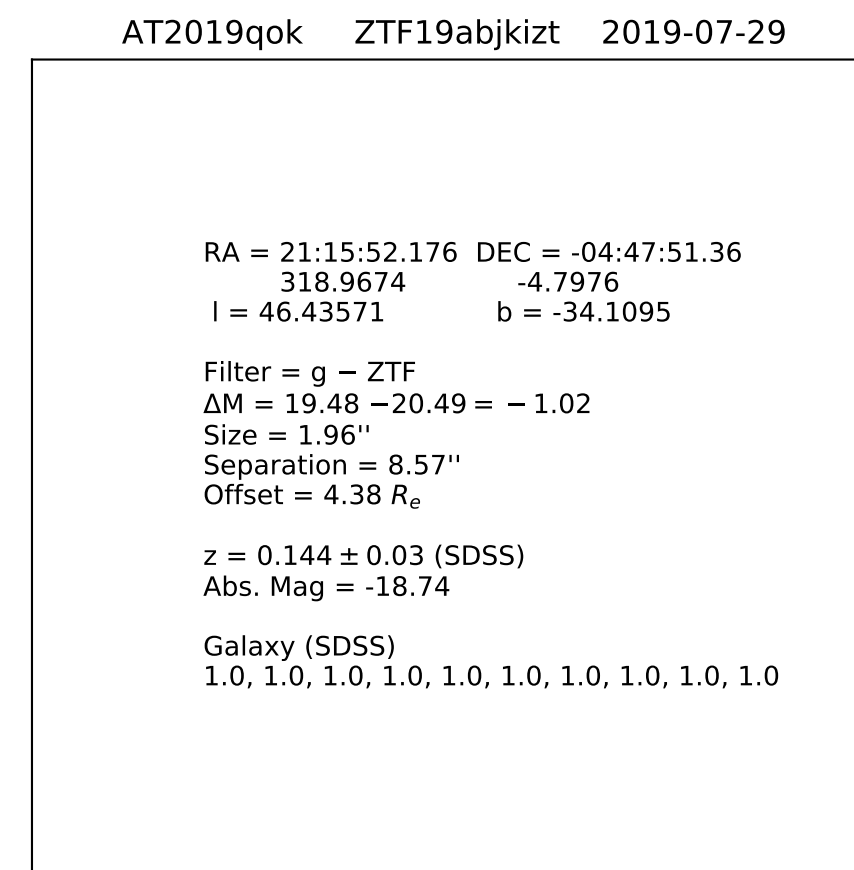 AT2019qok ZTF19abjkizt 2019-07-29
RA = 21:15:52.176 DEC = -04:47:51.36
318.9674 -4.7976
l = 46.43571 b = -34.1095
Filter = g − ZTF
ΔM = 19.48 −20.49 = − 1.02
Size = 1.96''
Separation = 8.57''
Offset = 4.38 Rₑ
z = 0.144 ± 0.03 (SDSS)
Abs. Mag = -18.74
Galaxy (SDSS)
1.0, 1.0, 1.0, 1.0, 1.0, 1.0, 1.0, 1.0, 1.0, 1.0